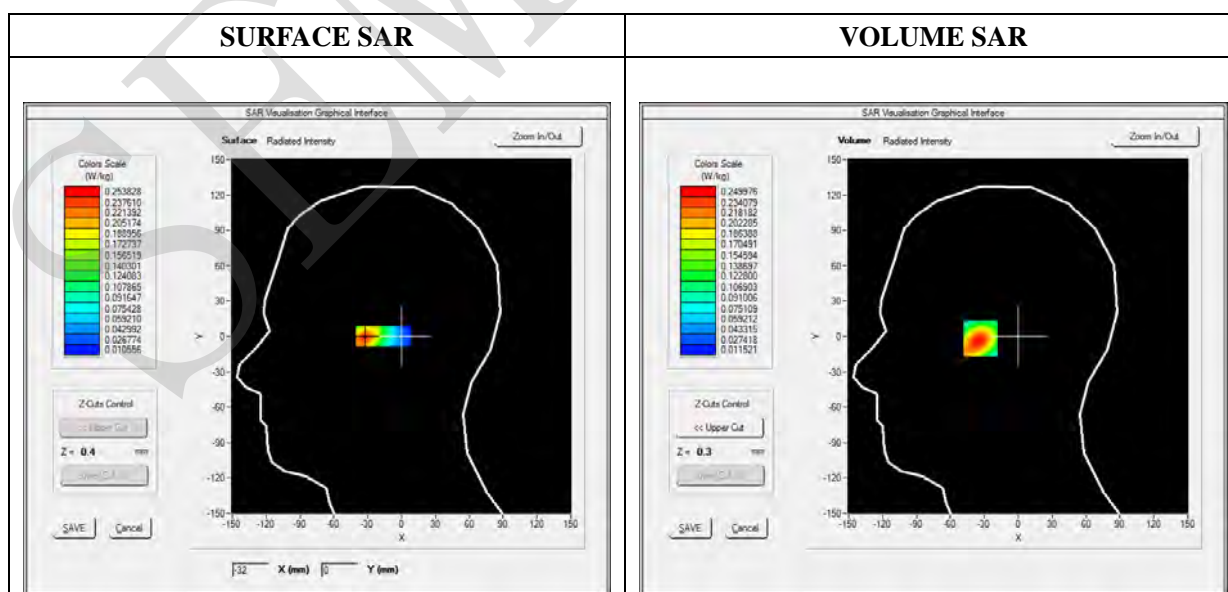 SURFACE SAR
VOLUME SAR
SAR Visualisation Graphical Interface
Surface Radiated Intensity
Zoom In/Out
Colors Scale
(W/kg)
0.253828
0.237610
0.221392
0.205174
0.188956
0.172737
0.156519
0.140301
0.124083
0.107865
0.091647
0.075428
0.059210
0.042992
0.026774
0.010556
Z-Cuts Control
<< Upper Cut
Z = 0.4 mm
SAVE
Cancel
150
120
90
60
30
0
-30
-60
-90
-120
-150
Y
-150 -120 -90 -60 -30 0 30 60 90 120 150
X
-32 X (mm) 0 Y (mm)
SAR Visualisation Graphical Interface
Volume Radiated Intensity
Zoom In/Out
Colors Scale
(W/kg)
0.249976
0.234079
0.218182
0.202285
0.186388
0.170491
0.154594
0.138697
0.122800
0.106903
0.091006
0.075109
0.059212
0.043315
0.027418
0.011521
Z-Cuts Control
<< Upper Cut
Z = 0.3 mm
SAVE
Cancel
150
120
90
60
30
0
-30
-60
-90
-120
-150
Y
-150 -120 -90 -60 -30 0 30 60 90 120 150
X